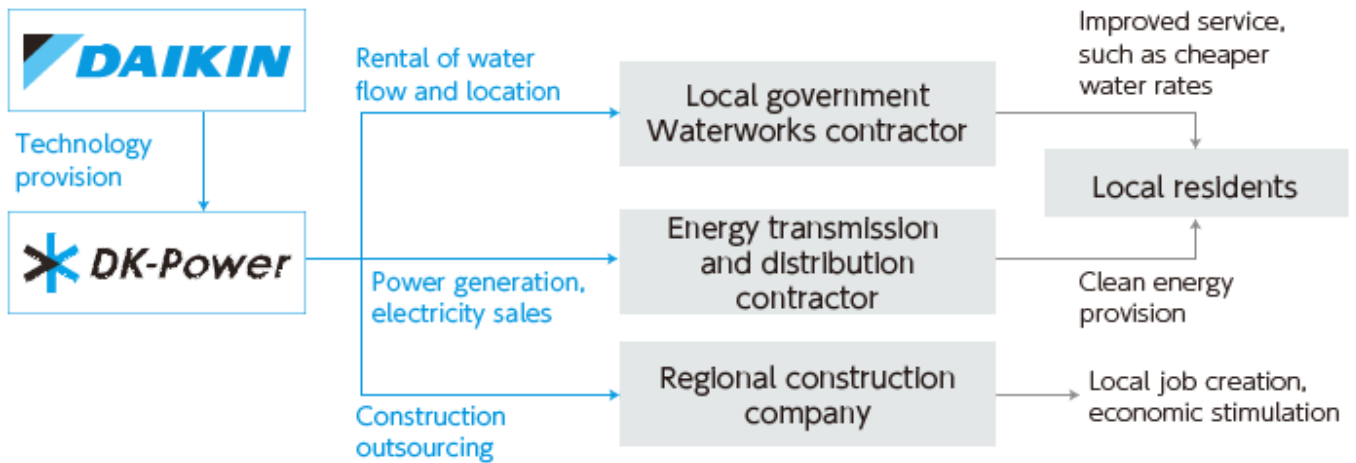 DAIKIN
Technology
provision
DK-Power
Rental of water
flow and location
Power generation,
electricity sales
Construction
outsourcing
Local government
Waterworks contractor
Energy transmission
and distribution
contractor
Regional construction
company
Improved service,
such as cheaper
water rates
Local residents
Clean energy
provision
Local job creation,
economic stimulation